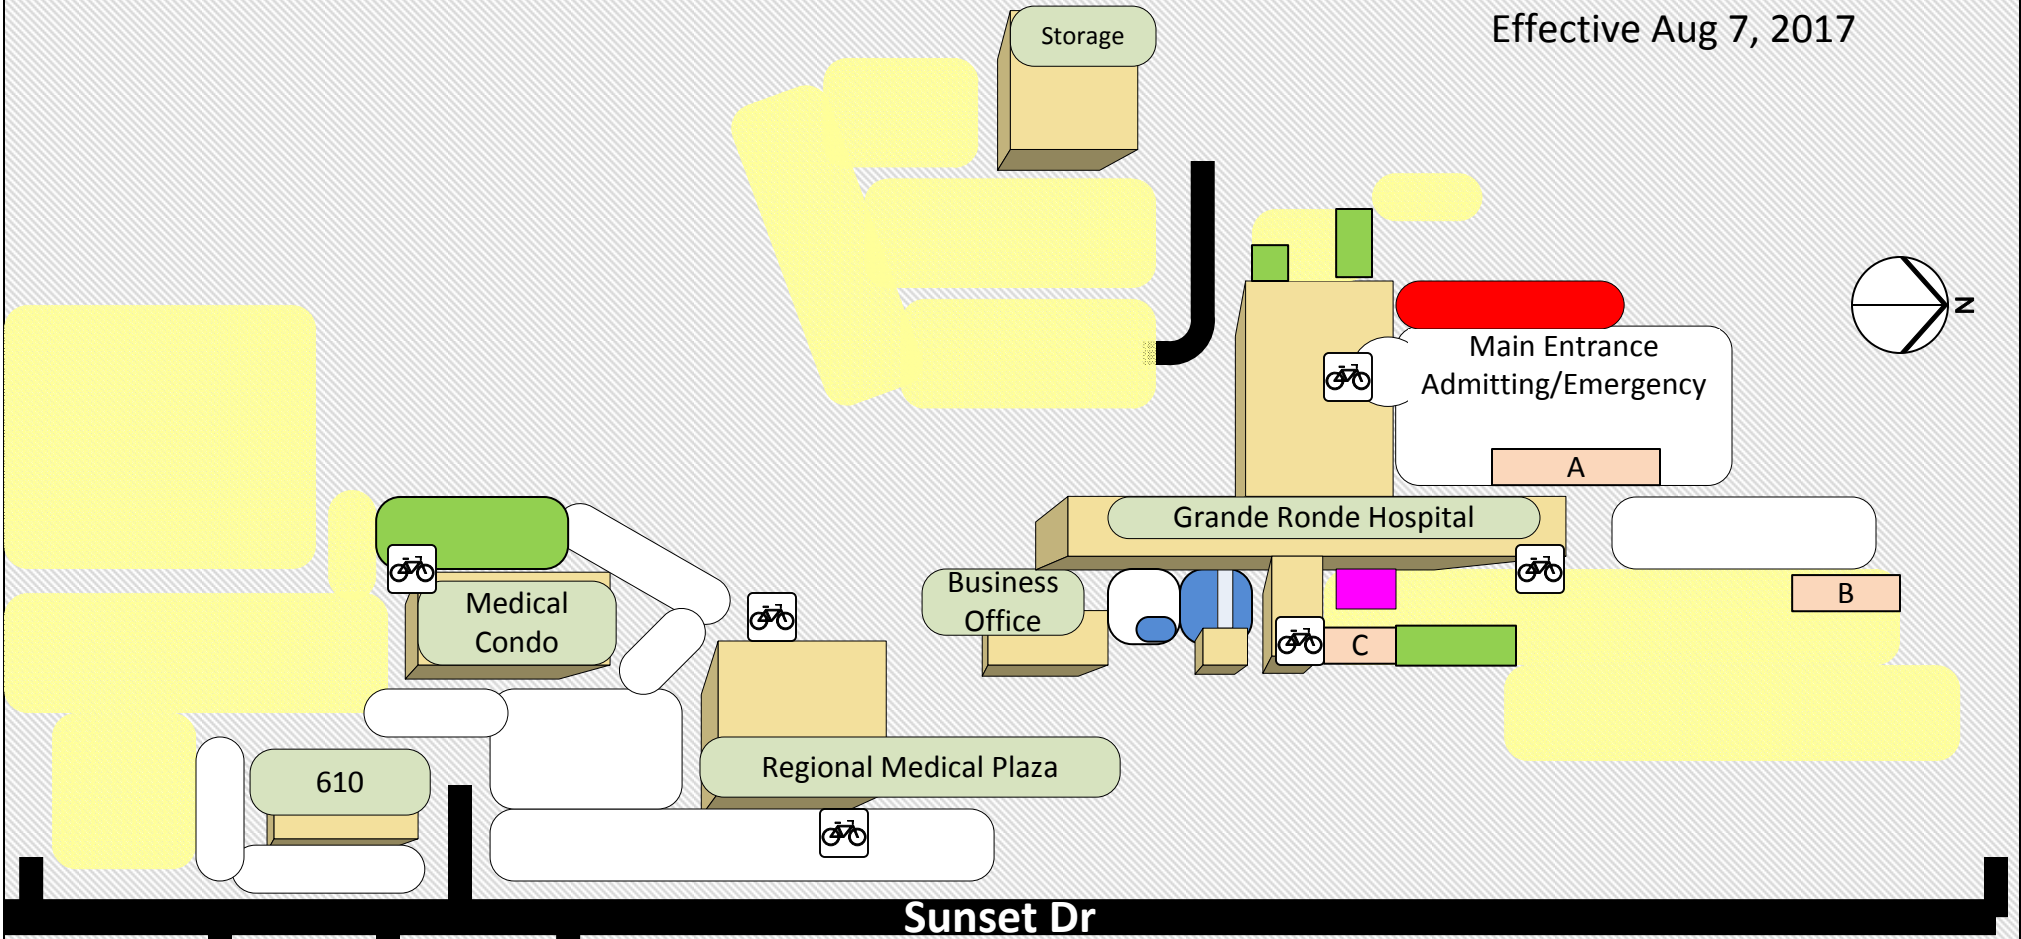 Storage
Effective Aug 7, 2017
N
Main Entrance
Admitting/Emergency
A
Grande Ronde Hospital
Business
Office
B
C
Medical
Condo
Regional Medical Plaza
610
Sunset Dr